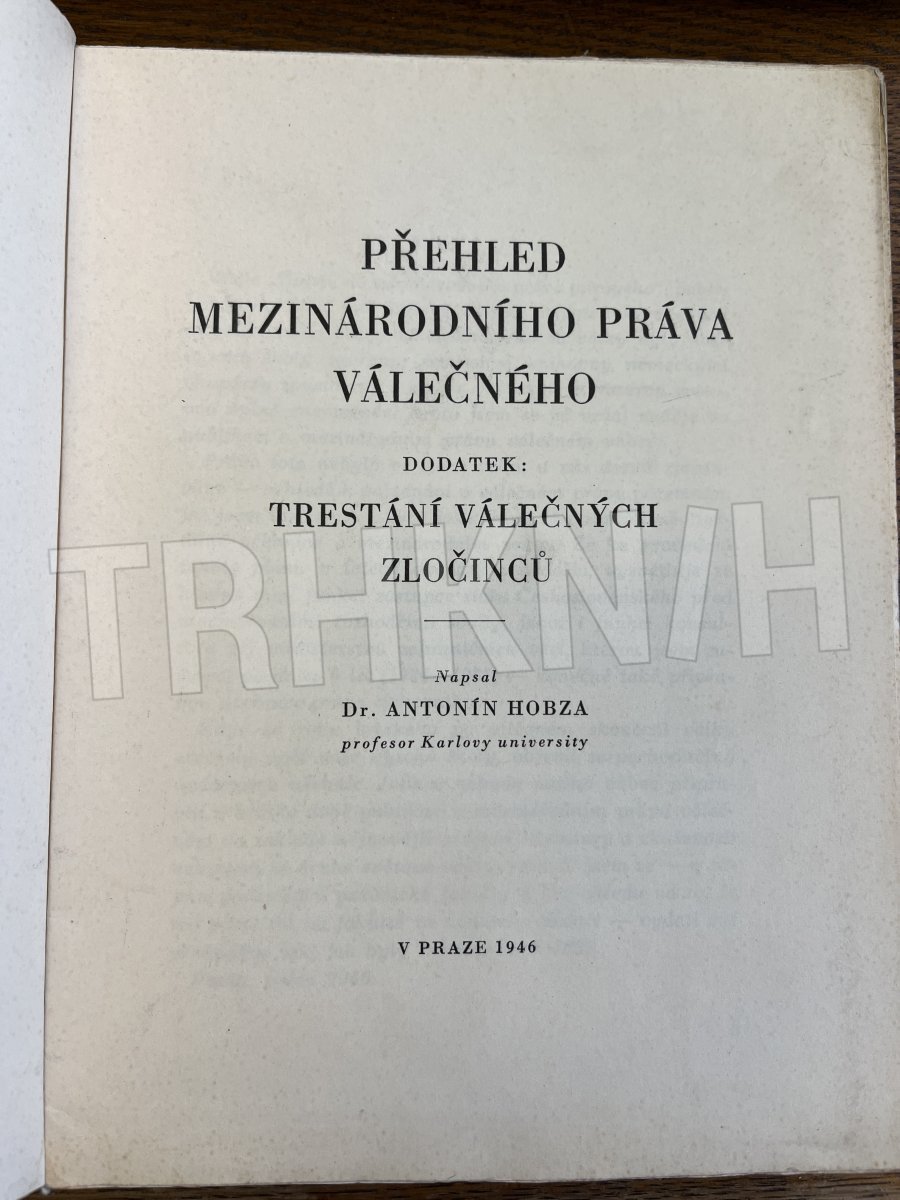 PŘEHLED
MEZINÁRODNÍHO PRÁVA
VÁLEČNÉHO
DODATEK:
TRESTÁNÍ VÁLEČNÝCH
ZLOČINCŮ
TRHKNIH
Napsal
Dr. ANTONÍN HOBZA
profesor Karlovy university
V PRAZE 1946